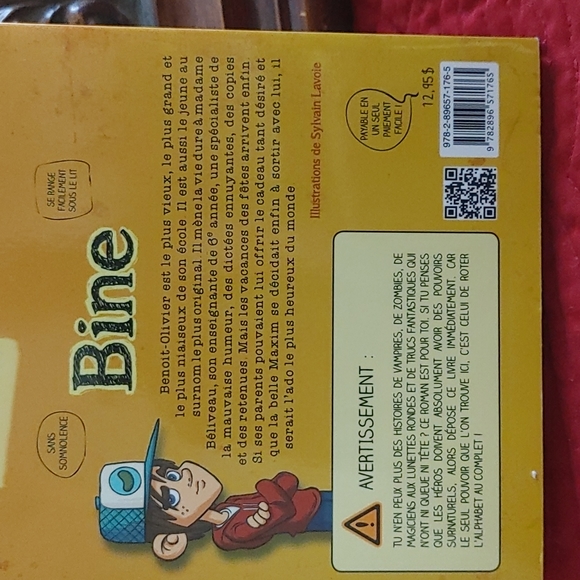 SANS
SOMNOLENCE
Bine
SE RANGE
FACILEMENT
SOUS LE LIT
Benoit-Olivier est le plus vieux, le plus grand et
le plus niaiseux de son école. Il est aussi le jeune au
surnom le plus original. Il mène la vie dure à madame
Béliveau, son enseignante de 6e année, une spécialiste de
la mauvaise humeur, des dictées ennuyantes, des copies
et des retenues. Mais les vacances des fêtes arrivent enfin
Si ses parents pouvaient lui offrir le cadeau tant désiré et
que la belle Maxim se décidait enfin à sortir avec lui, il
serait l'ado le plus heureux du monde
Illustrations de Sylvain Lavoie
AVERTISSEMENT :
TU N'EN PEUX PLUS DES HISTOIRES DE VAMPIRES, DE ZOMBIES, DE
MAGICIENS AUX LUNETTES RONDES ET DE TRUCS FANTASTIQUES QUI
N'ONT NI QUEUE NI TÊTE ? CE ROMAN EST POUR TOI. SI TU PENSES
QUE LES HÉROS DOIVENT ABSOLUMENT AVOIR DES POUVOIRS
SURNATURELS, ALORS DÉPOSE CE LIVRE IMMÉDIATEMENT, CAR
LE SEUL POUVOIR QUE L'ON TROUVE ICI, C'EST CELUI DE ROTER
L'ALPHABET AU COMPLET !
PAYABLE EN
UN SEUL
PAIEMENT
FACILE !
12,95 $
978-2-89657-176-5
9 782896 571765